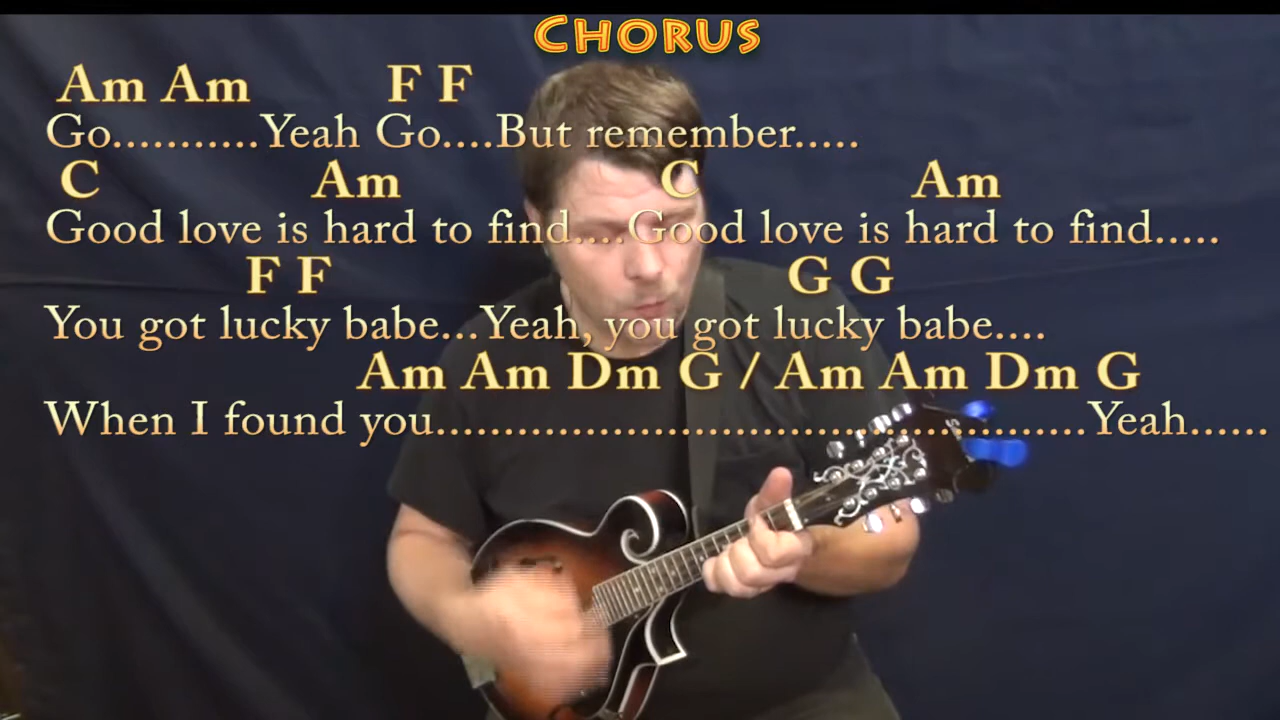 CHORUS
Am Am F F
Go...........Yeah Go....But remember.....
C Am C Am
Good love is hard to find....Good love is hard to find.....
F F G G
You got lucky babe...Yeah, you got lucky babe....
Am Am Dm G / Am Am Dm G
When I found you................................................Yeah......